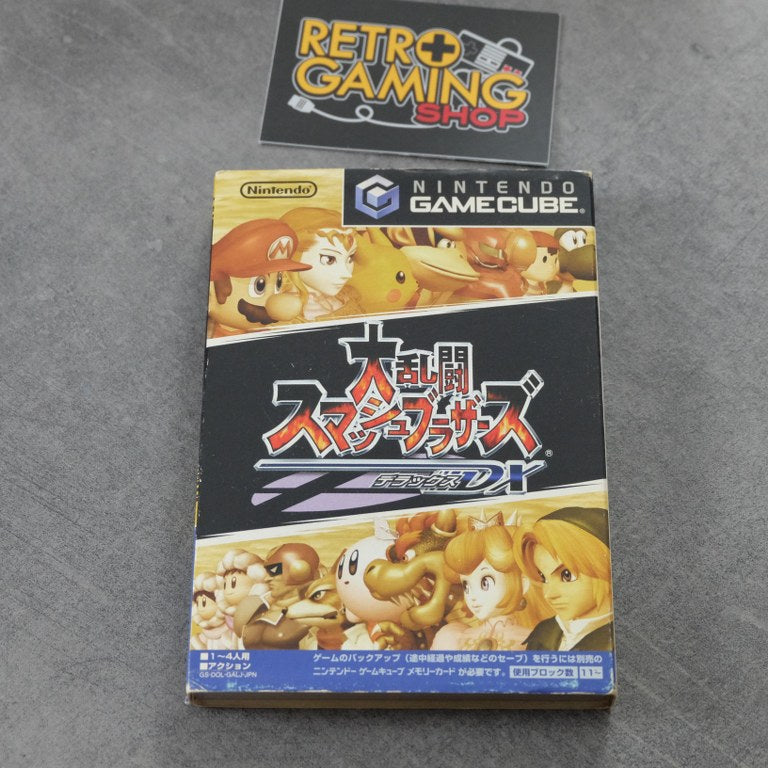 RETRO
GAMING
SHOP
Nintendo®
NINTENDO
GAMECUBE®
M
大乱闘
スマッシュブラザーズ®
デラックスDX
■1〜4人用
■アクション
GS-DOL-GALJ-JPN
ゲームのバックアップ（途中経過や成績などのセーブ）を行うには別売の
ニンテンドー ゲームキューブ メモリーカード が必要です。 使用ブロック数 11〜